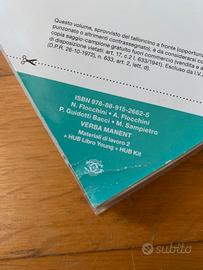 Questo volume, sprovvisto del talloncino a fronte (opportuna
punzonato o altrimenti contrassegnato), è da considerarsi co
copia saggio-campione gratuito fuori commercio (vendita e a
di disposizione vietati: art. 17, c.2 l. 633/1941). Escluso da I.V.
(D.P.R. 26-10-1972), n. 633, art. 2, lett. d).
ISBN 978-88-915-2662-5
N. Flocchini • A. Flocchini
P. Guidotti Bacci • M. Sampietro
VERBA MANENT
Materiali di lavoro 2
+ HUB Libro Young + HUB Kit
subito